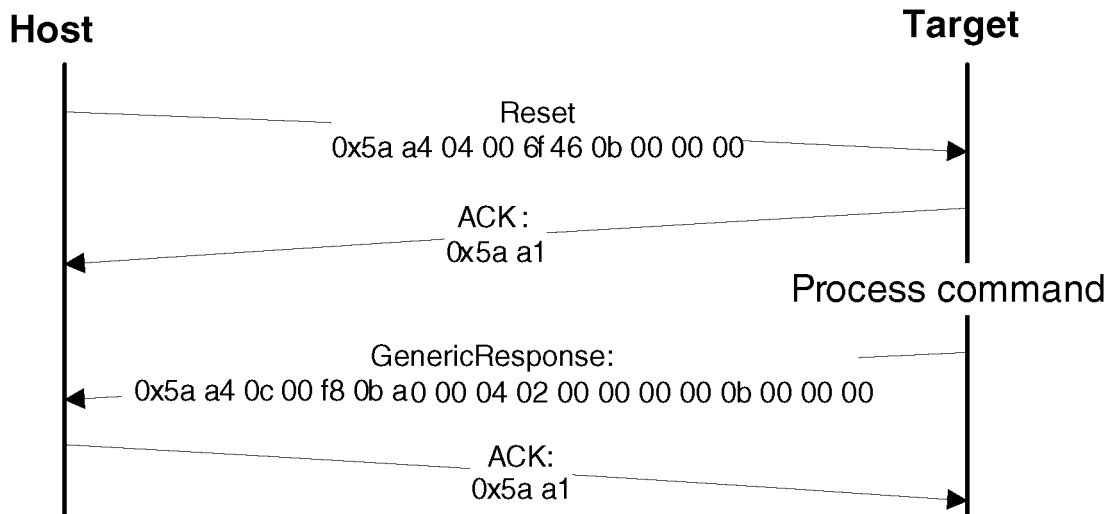 Host
Target
Reset
0x5a a4 04 00 6f 46 0b 00 00 00
ACK:
0x5a a1
Process command
GenericResponse:
0x5a a4 0c 00 f8 0b a0 00 04 02 00 00 00 00 0b 00 00 00
ACK:
0x5a a1